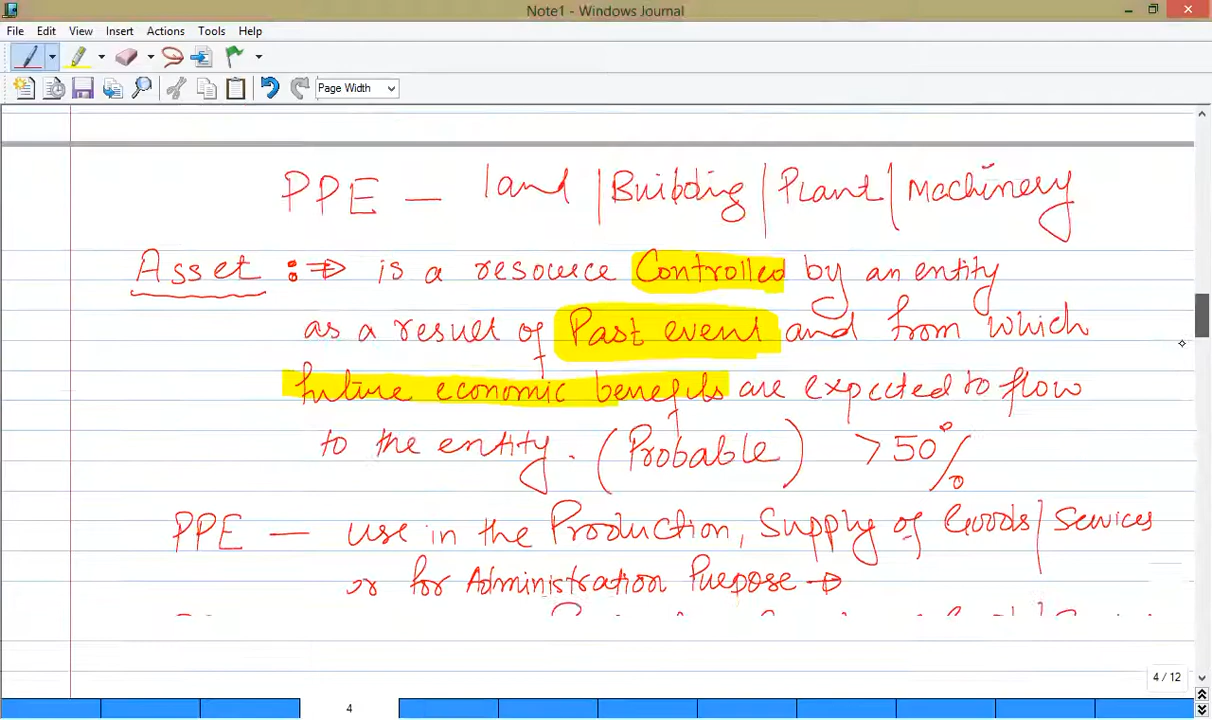 Note1 - Windows Journal
File Edit View Insert Actions Tools Help
Page Width
PPE - land | Building | Plant | Machinery
Asset :⇒ is a resource Controlled by an entity
as a result of Past event and from which
future economic benefits are expected to flow
to the entity. (Probable) >50%
PPE - use in the Production, Supply of Goods | Services
or for Administration Purpose →
4 / 12
4